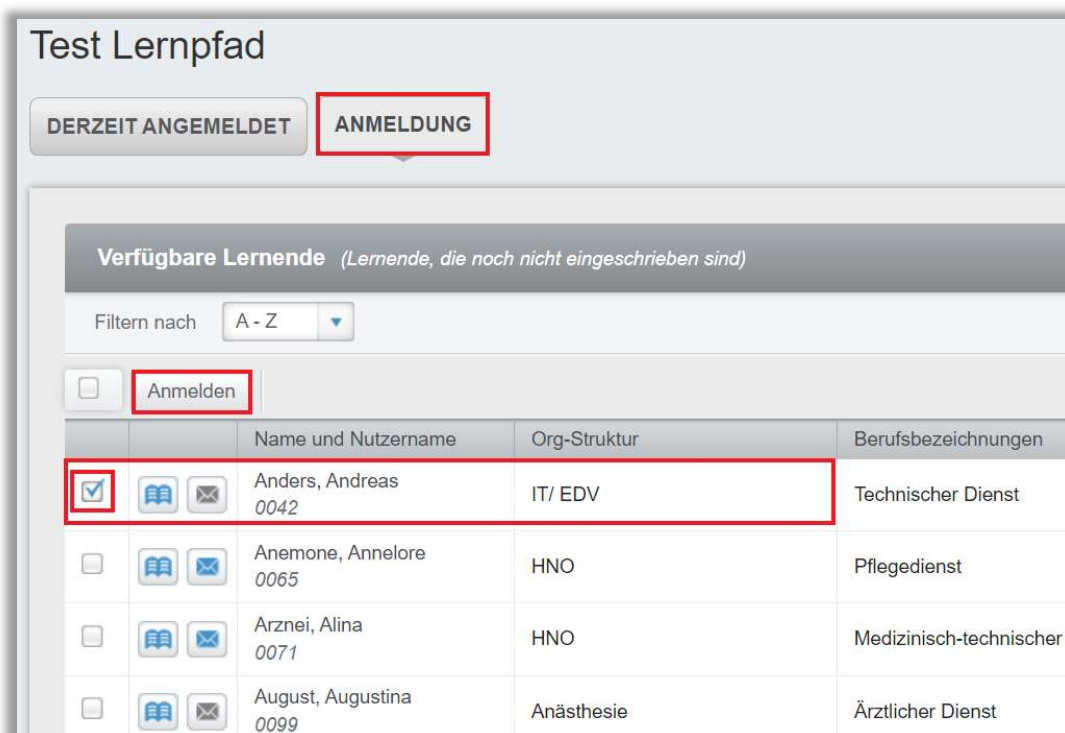 Test Lernpfad
DERZEIT ANGEMELDET ANMELDUNG
Verfügbare Lernende (Lernende, die noch nicht eingeschrieben sind)
Filtern nach A - Z
Anmelden
Name und Nutzername Org-Struktur Berufsbezeichnungen
Anders, Andreas
0042 IT/ EDV Technischer Dienst
Anemone, Annelore
0065 HNO Pflegedienst
Arznei, Alina
0071 HNO Medizinisch-technischer
August, Augustina
0099 Anästhesie Ärztlicher Dienst